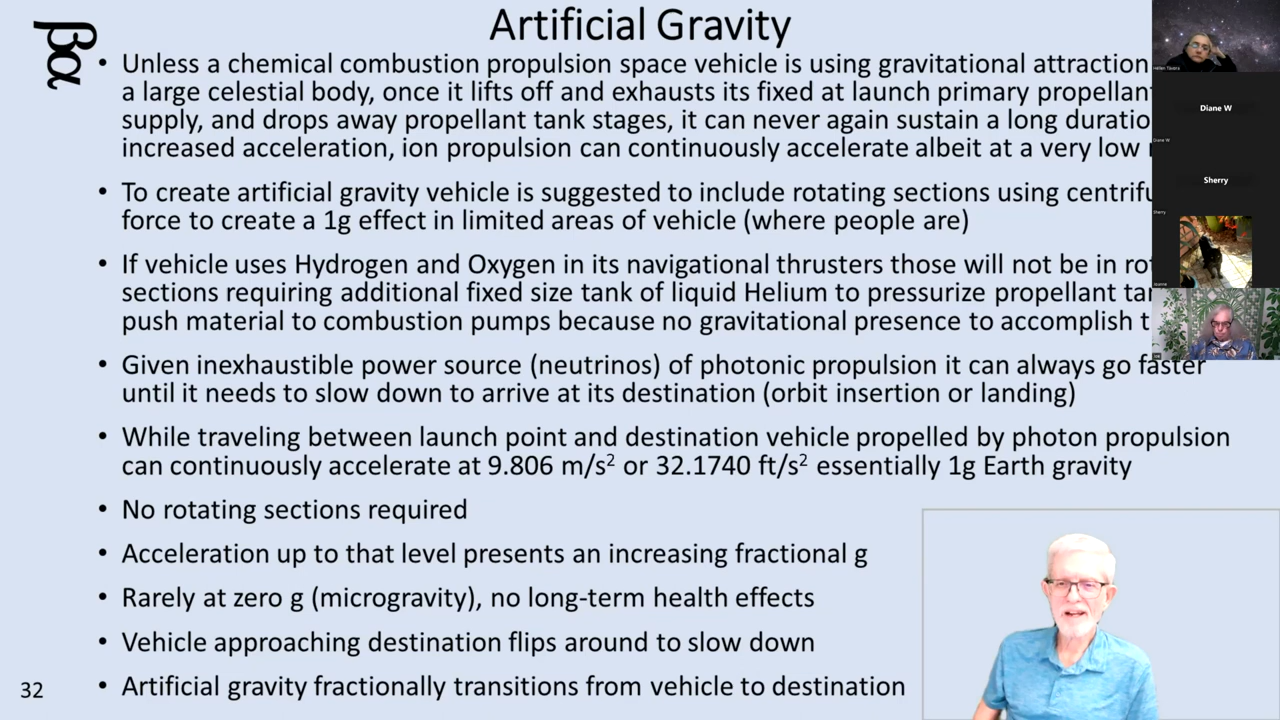 Artificial Gravity
βα
• Unless a chemical combustion propulsion space vehicle is using gravitational attraction
a large celestial body, once it lifts off and exhausts its fixed at launch primary propellant
supply, and drops away propellant tank stages, it can never again sustain a long
increased acceleration, ion propulsion can continuously accelerate albeit at a very low
• To create artificial gravity vehicle is suggested to include rotating sections using
force to create a 1g effect in limited areas of vehicle (where people are)
• If vehicle uses Hydrogen and Oxygen in its navigational thrusters those will not be in
sections requiring additional fixed size tank of liquid Helium to pressurize propellant
push material to combustion pumps because no gravitational presence to accomplish
• Given inexhaustible power source (neutrinos) of photonic propulsion it can always go faster
until it needs to slow down to arrive at its destination (orbit insertion or landing)
• While traveling between launch point and destination vehicle propelled by photon propulsion
can continuously accelerate at 9.806 m/s² or 32.1740 ft/s² essentially 1g Earth gravity
• No rotating sections required
• Acceleration up to that level presents an increasing fractional g
• Rarely at zero g (microgravity), no long-term health effects
• Vehicle approaching destination flips around to slow down
• Artificial gravity fractionally transitions from vehicle to destination
32
Diane W
Diane W
Sherry
Sherry